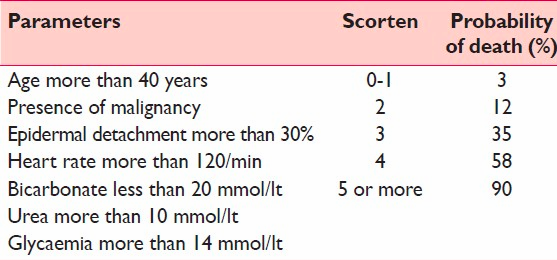 Parameters Scorten Probability
of death (%)
Age more than 40 years 0-1 3
Presence of malignancy 2 12
Epidermal detachment more than 30% 3 35
Heart rate more than 120/min 4 58
Bicarbonate less than 20 mmol/lt 5 or more 90
Urea more than 10 mmol/lt
Glycaemia more than 14 mmol/lt